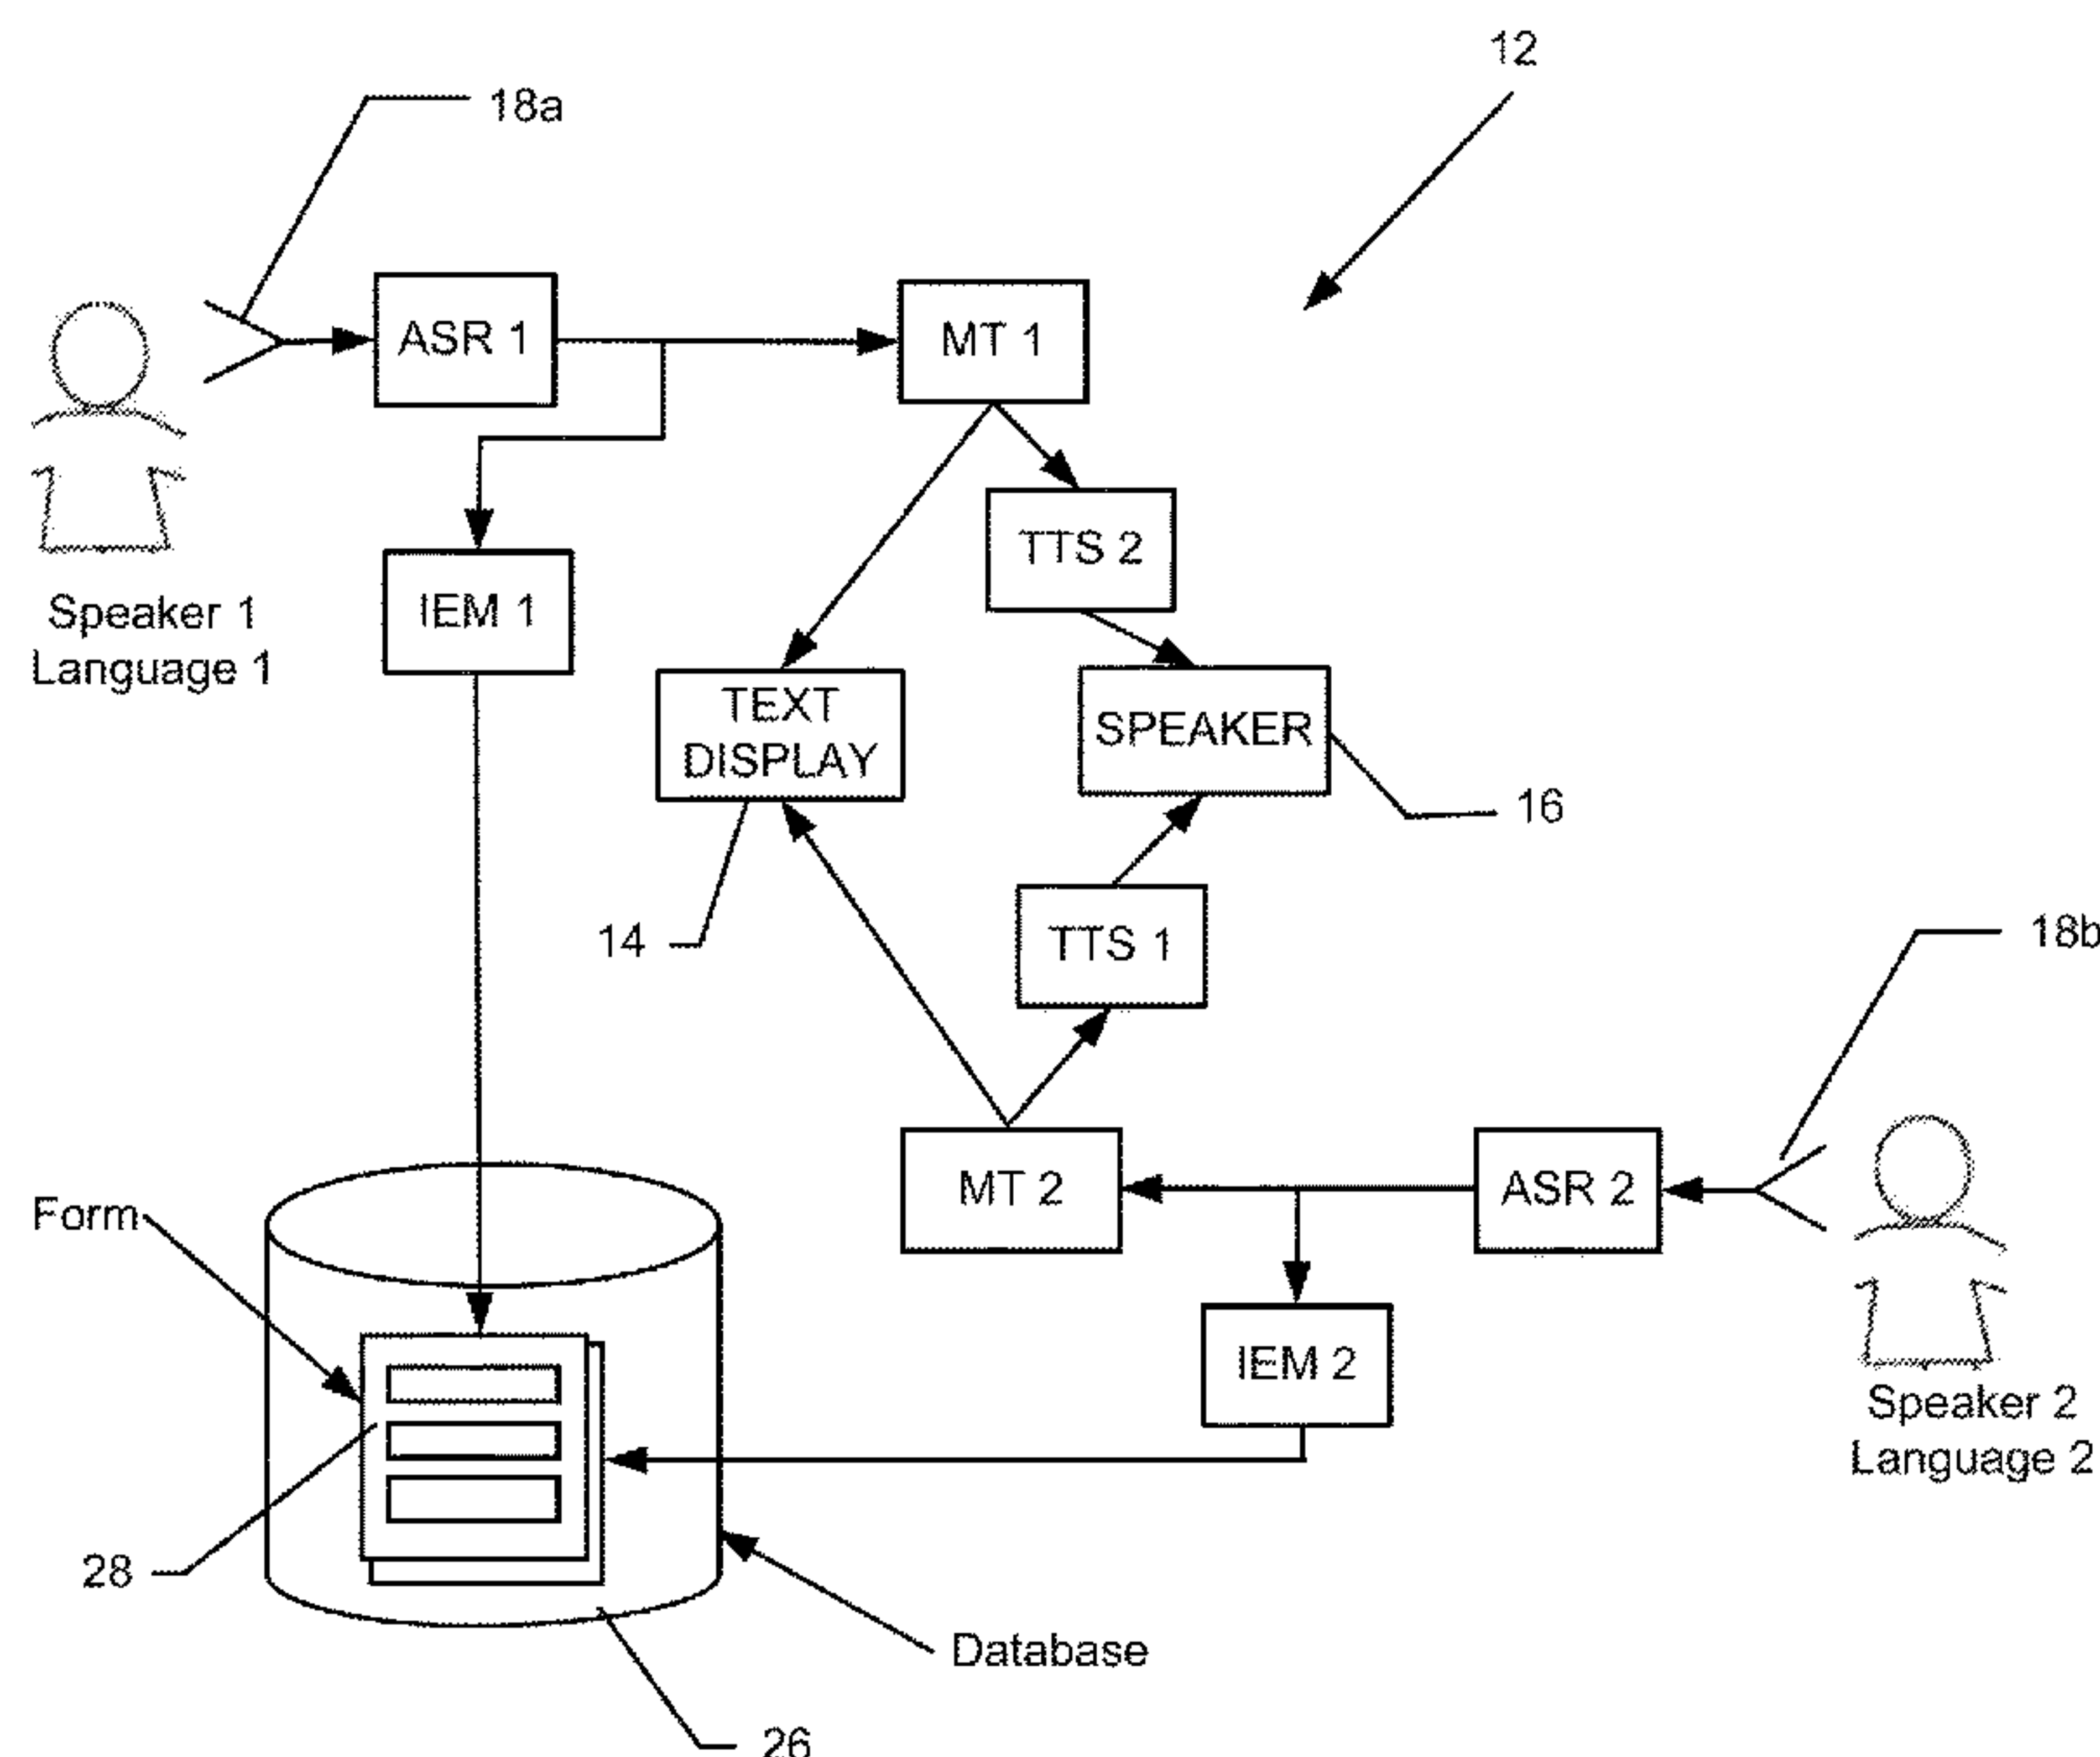 12
18a
ASR 1
MT 1
TTS 2
IEM 1
Speaker 1
Language 1
TEXT
DISPLAY
SPEAKER
16
14
TTS 1
18b
MT 2
ASR 2
Form
IEM 2
Speaker 2
Language 2
28
Database
26